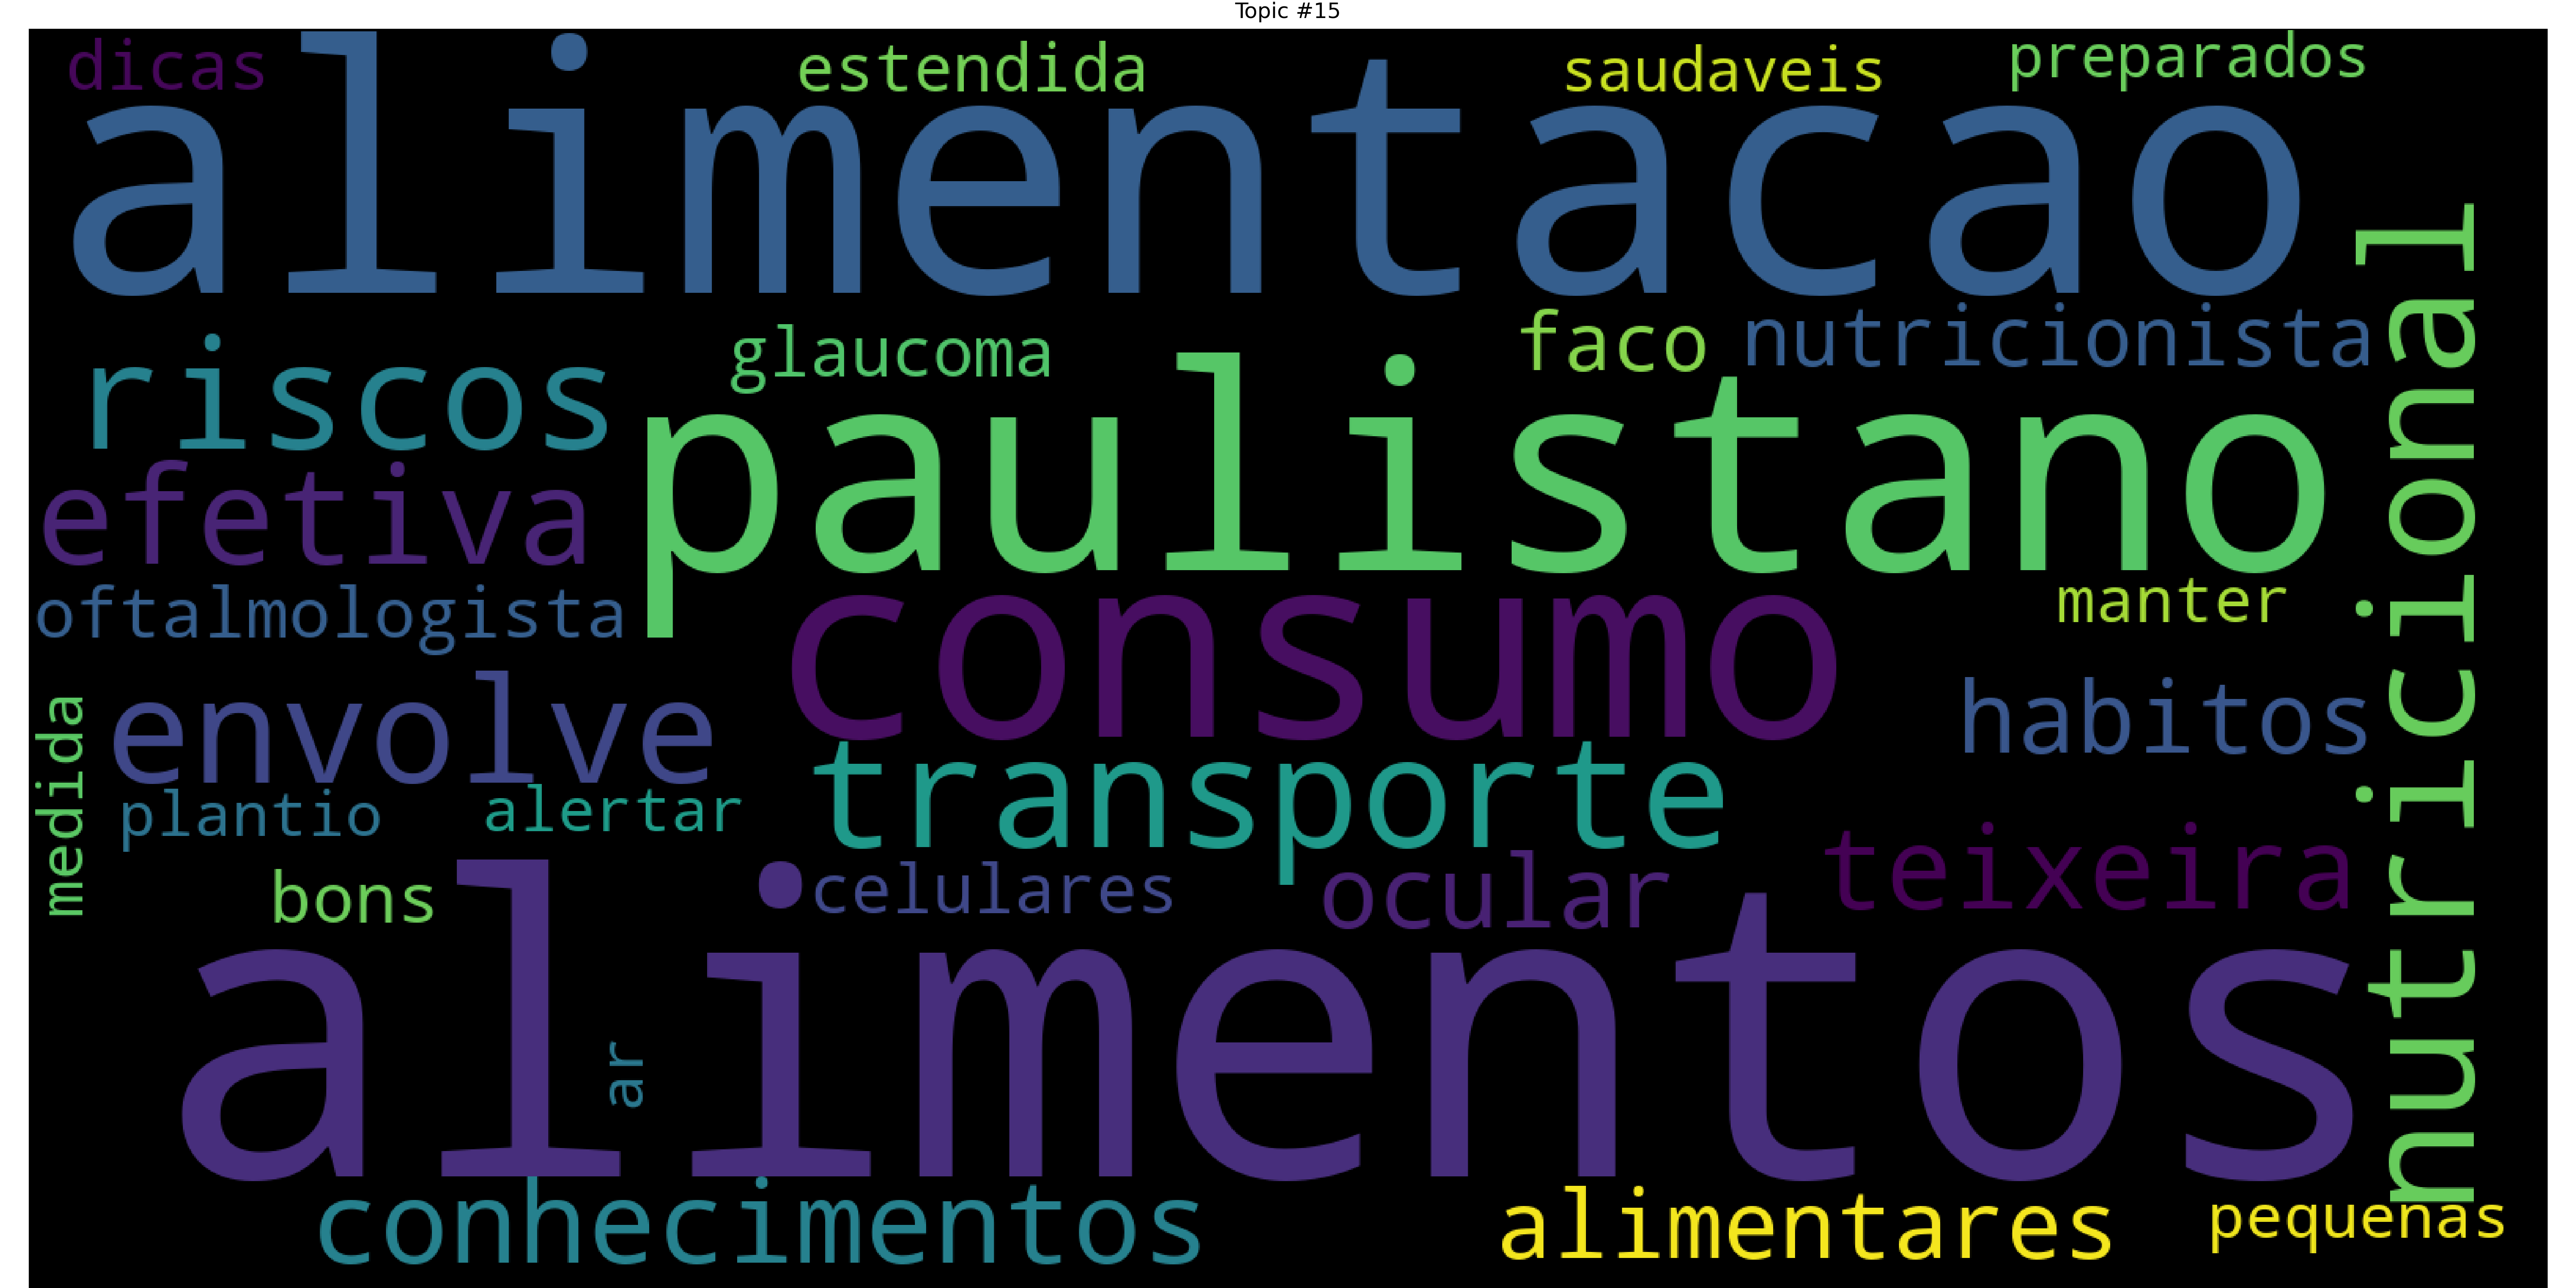 Topic #15
dicas
estendida
saudaveis
preparados
alimentacao
riscos
glaucoma
faco
nutricionista
paulistano
nutricional
efetiva
oftalmologista
consumo
manter
envolve
habitos
medida
plantio
alertar
transporte
teixeira
bons
celulares
ocular
alimentos
ar
conhecimentos
alimentares
pequenas